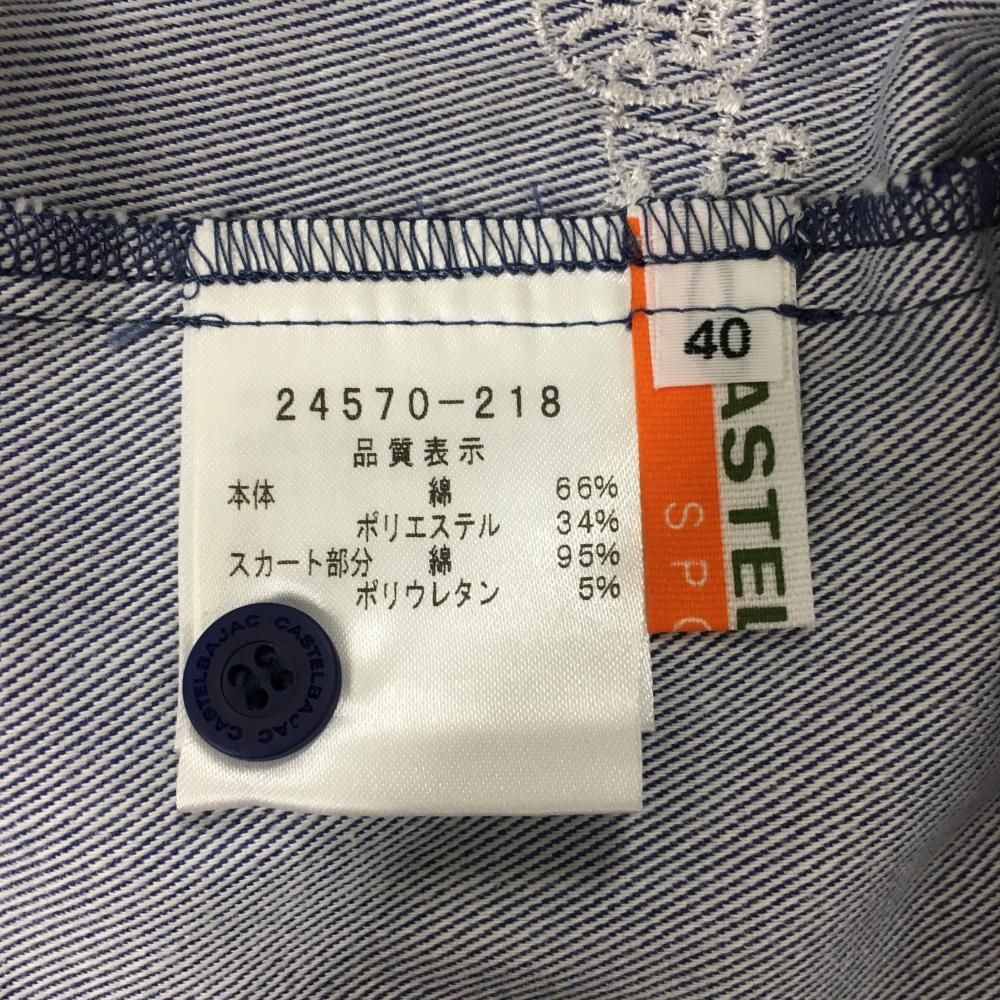 24570-218
品質表示
本体 綿 66%
ポリエステル 34%
スカート部分 綿 95%
ポリウレタン 5%
40
ASTEL
SPO
CASTELBAJAC CASTELBAJAC